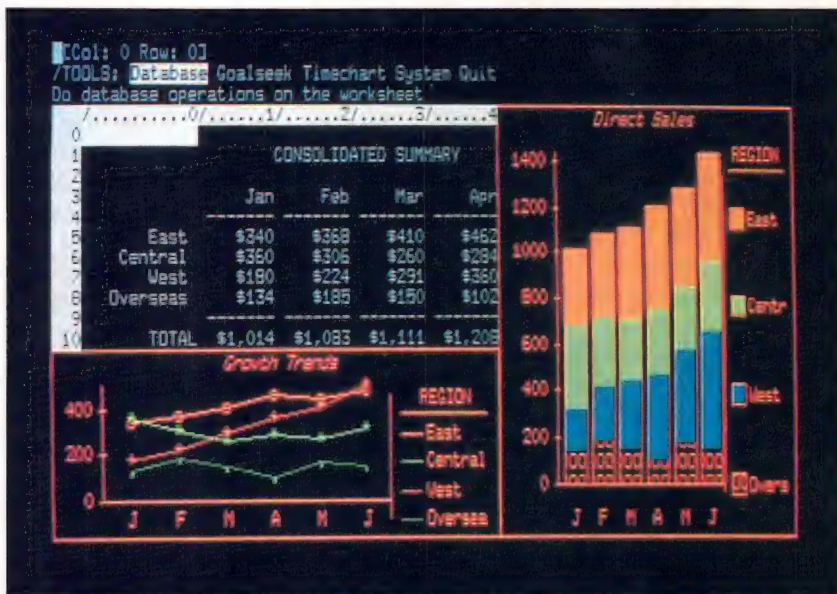 [Col: 0 Row: 0]
/TOOLS: Database Goalseek Timechart System Quit
Do database operations on the worksheet
/..........0/......1/......2/......3/......4
0
1 CONSOLIDATED SUMMARY
2
3 Jan Feb Mar Apr
4
5 East $340 $368 $410 $462
6 Central $360 $306 $260 $284
7 West $180 $224 $291 $360
8 Overseas $134 $185 $150 $102
9
10 TOTAL $1,014 $1,083 $1,111 $1,208
Growth Trends
400
200
0
J F M A M J
REGION
East
Central
West
Oversea
Direct Sales
1400
1200
1000
800
600
400
200
0
J F M A M J
REGION
East
Centr
West
Overs